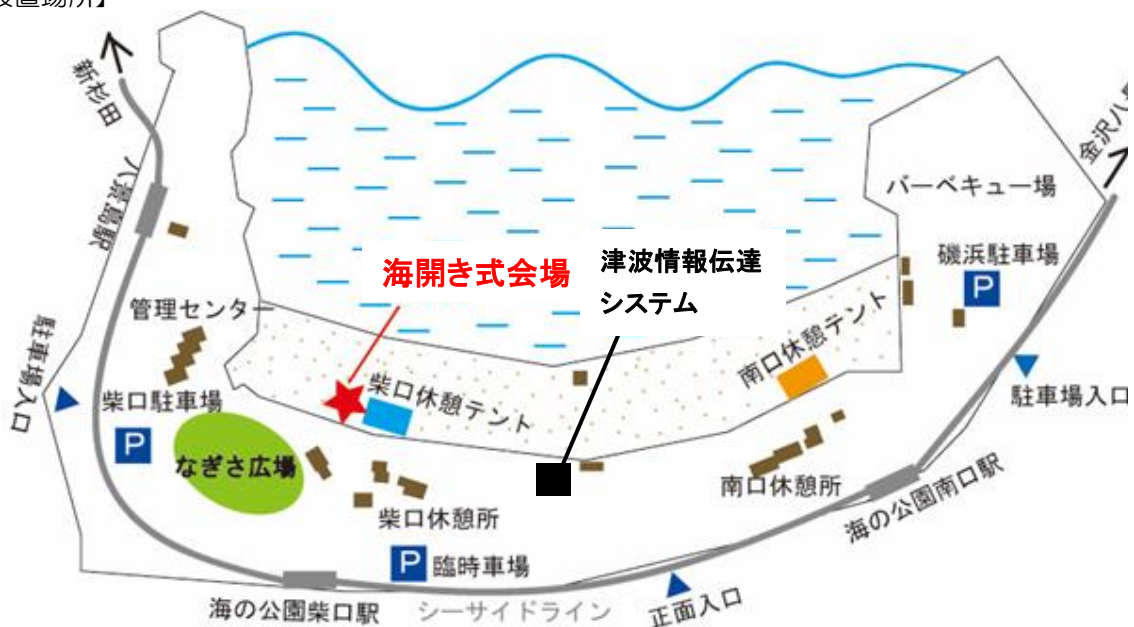 設置場所】
新杉田
八景島駅
金沢八景
バーベキュー場
磯浜駐車場
P
海開き式会場
津波情報伝達
システム
管理センター
駐車場入口
柴口駐車場
P
なぎさ広場
柴口休憩テント
南口休憩テント
駐車場入口
柴口休憩所
南口休憩所
海の公園南口駅
P
臨時車場
海の公園柴口駅
シーサイドライン
正面入口